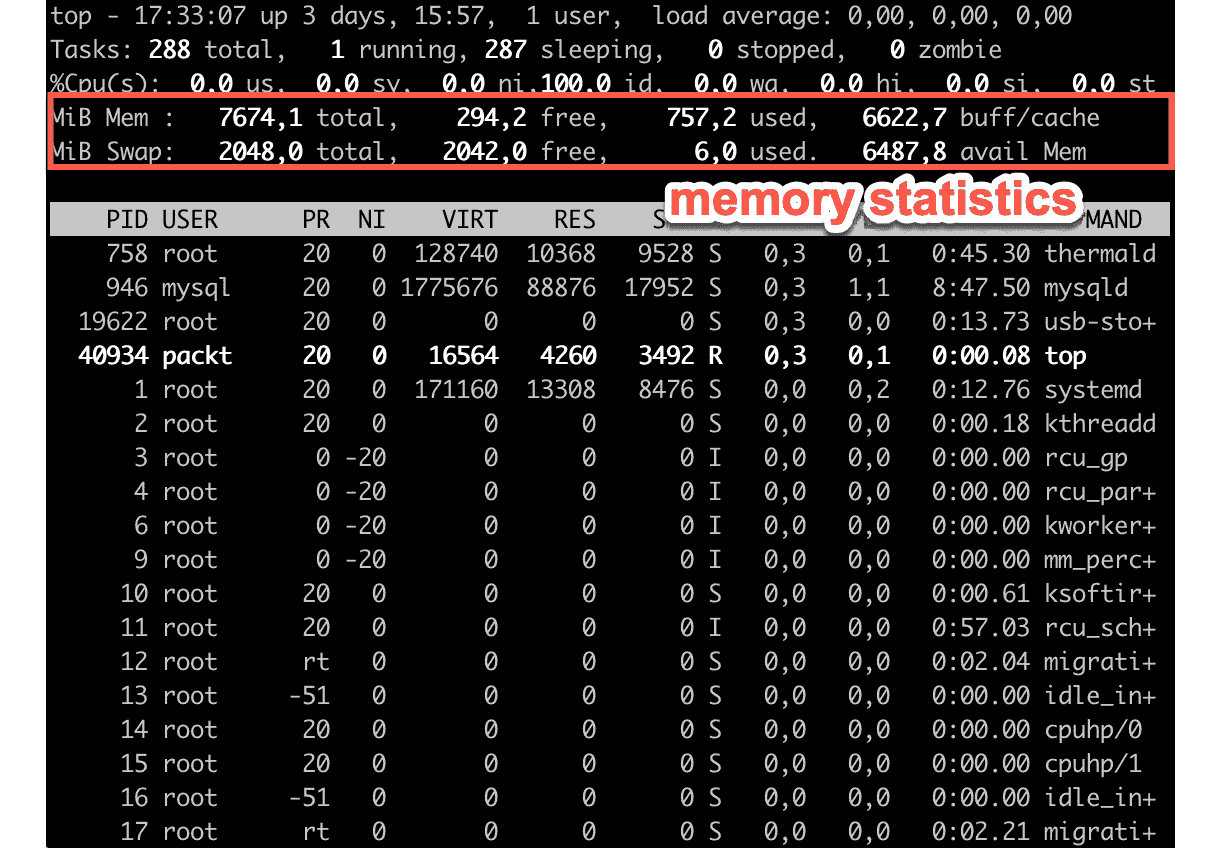 top - 17:33:07 up 3 days, 15:57,  1 user,  load average: 0,00, 0,00, 0,00
Tasks: 288 total,   1 running, 287 sleeping,   0 stopped,   0 zombie
%Cpu(s):  0.0 us,  0.0 sy,  0.0 ni,100.0 id,  0.0 wa,  0.0 hi,  0.0 si,  0.0 st
MiB Mem :   7674,1 total,    294,2 free,    757,2 used,   6622,7 buff/cache
MiB Swap:   2048,0 total,   2042,0 free,      6,0 used.   6487,8 avail Mem
memory statistics
PID USER      PR  NI    VIRT    RES    S MAND
758 root      20   0  128740  10368   9528 S   0,3   0,1   0:45.30 thermald
946 mysql     20   0 1775676  88876  17952 S   0,3   1,1   8:47.50 mysqld
19622 root      20   0       0      0      0 S   0,3   0,0   0:13.73 usb-sto+
40934 packt     20   0   16564   4260   3492 R   0,3   0,1   0:00.08 top
1 root      20   0  171160  13308   8476 S   0,0   0,2   0:12.76 systemd
2 root      20   0       0      0      0 S   0,0   0,0   0:00.18 kthreadd
3 root       0 -20       0      0      0 I   0,0   0,0   0:00.00 rcu_gp
4 root       0 -20       0      0      0 I   0,0   0,0   0:00.00 rcu_par+
6 root       0 -20       0      0      0 I   0,0   0,0   0:00.00 kworker+
9 root       0 -20       0      0      0 I   0,0   0,0   0:00.00 mm_perc+
10 root      20   0       0      0      0 S   0,0   0,0   0:00.61 ksoftir+
11 root      20   0       0      0      0 I   0,0   0,0   0:57.03 rcu_sch+
12 root      rt   0       0      0      0 S   0,0   0,0   0:02.04 migrati+
13 root     -51   0       0      0      0 S   0,0   0,0   0:00.00 idle_in+
14 root      20   0       0      0      0 S   0,0   0,0   0:00.00 cpuhp/0
15 root      20   0       0      0      0 S   0,0   0,0   0:00.00 cpuhp/1
16 root     -51   0       0      0      0 S   0,0   0,0   0:00.00 idle_in+
17 root      rt   0       0      0      0 S   0,0   0,0   0:02.21 migrati+